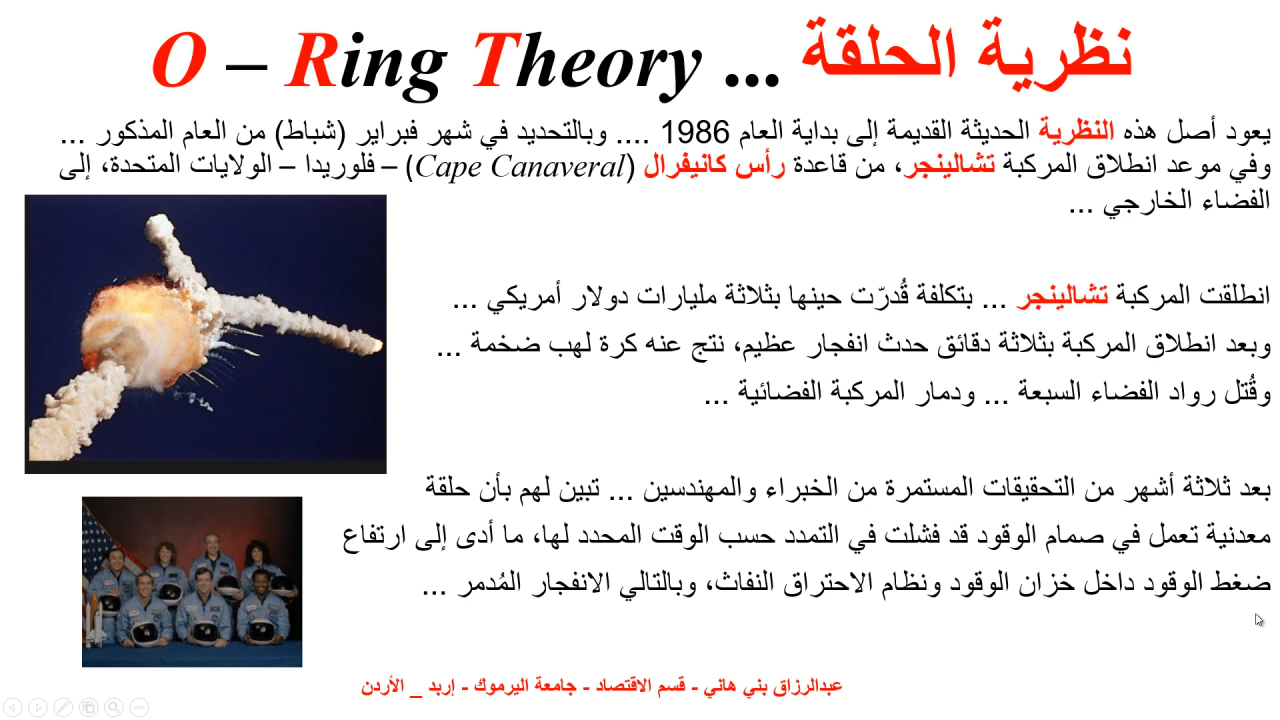 O – Ring Theory ... نظرية الحلقة
يعود أصل هذه النظرية الحديثة القديمة إلى بداية العام 1986 .... وبالتحديد في شهر فبراير (شباط) من العام المذكور ...
وفي موعد انطلاق المركبة تشالينجر، من قاعدة رأس كانيفرال (Cape Canaveral) – فلوريدا – الولايات المتحدة، إلى
الفضاء الخارجي ...
انطلقت المركبة تشالينجر ... بتكلفة قُدرّت حينها بثلاثة مليارات دولار أمريكي ...
وبعد انطلاق المركبة بثلاثة دقائق حدث انفجار عظيم، نتج عنه كرة لهب ضخمة ...
وقُتل رواد الفضاء السبعة ... ودمار المركبة الفضائية ...
بعد ثلاثة أشهر من التحقيقات المستمرة من الخبراء والمهندسين ... تبين لهم بأن حلقة
معدنية تعمل في صمام الوقود قد فشلت في التمدد حسب الوقت المحدد لها، ما أدى إلى ارتفاع
ضغط الوقود داخل خزان الوقود ونظام الاحتراق النفاث، وبالتالي الانفجار المُدمر ...
عبدالرزاق بني هاني - قسم الاقتصاد - جامعة اليرموك - إربد _ الأردن